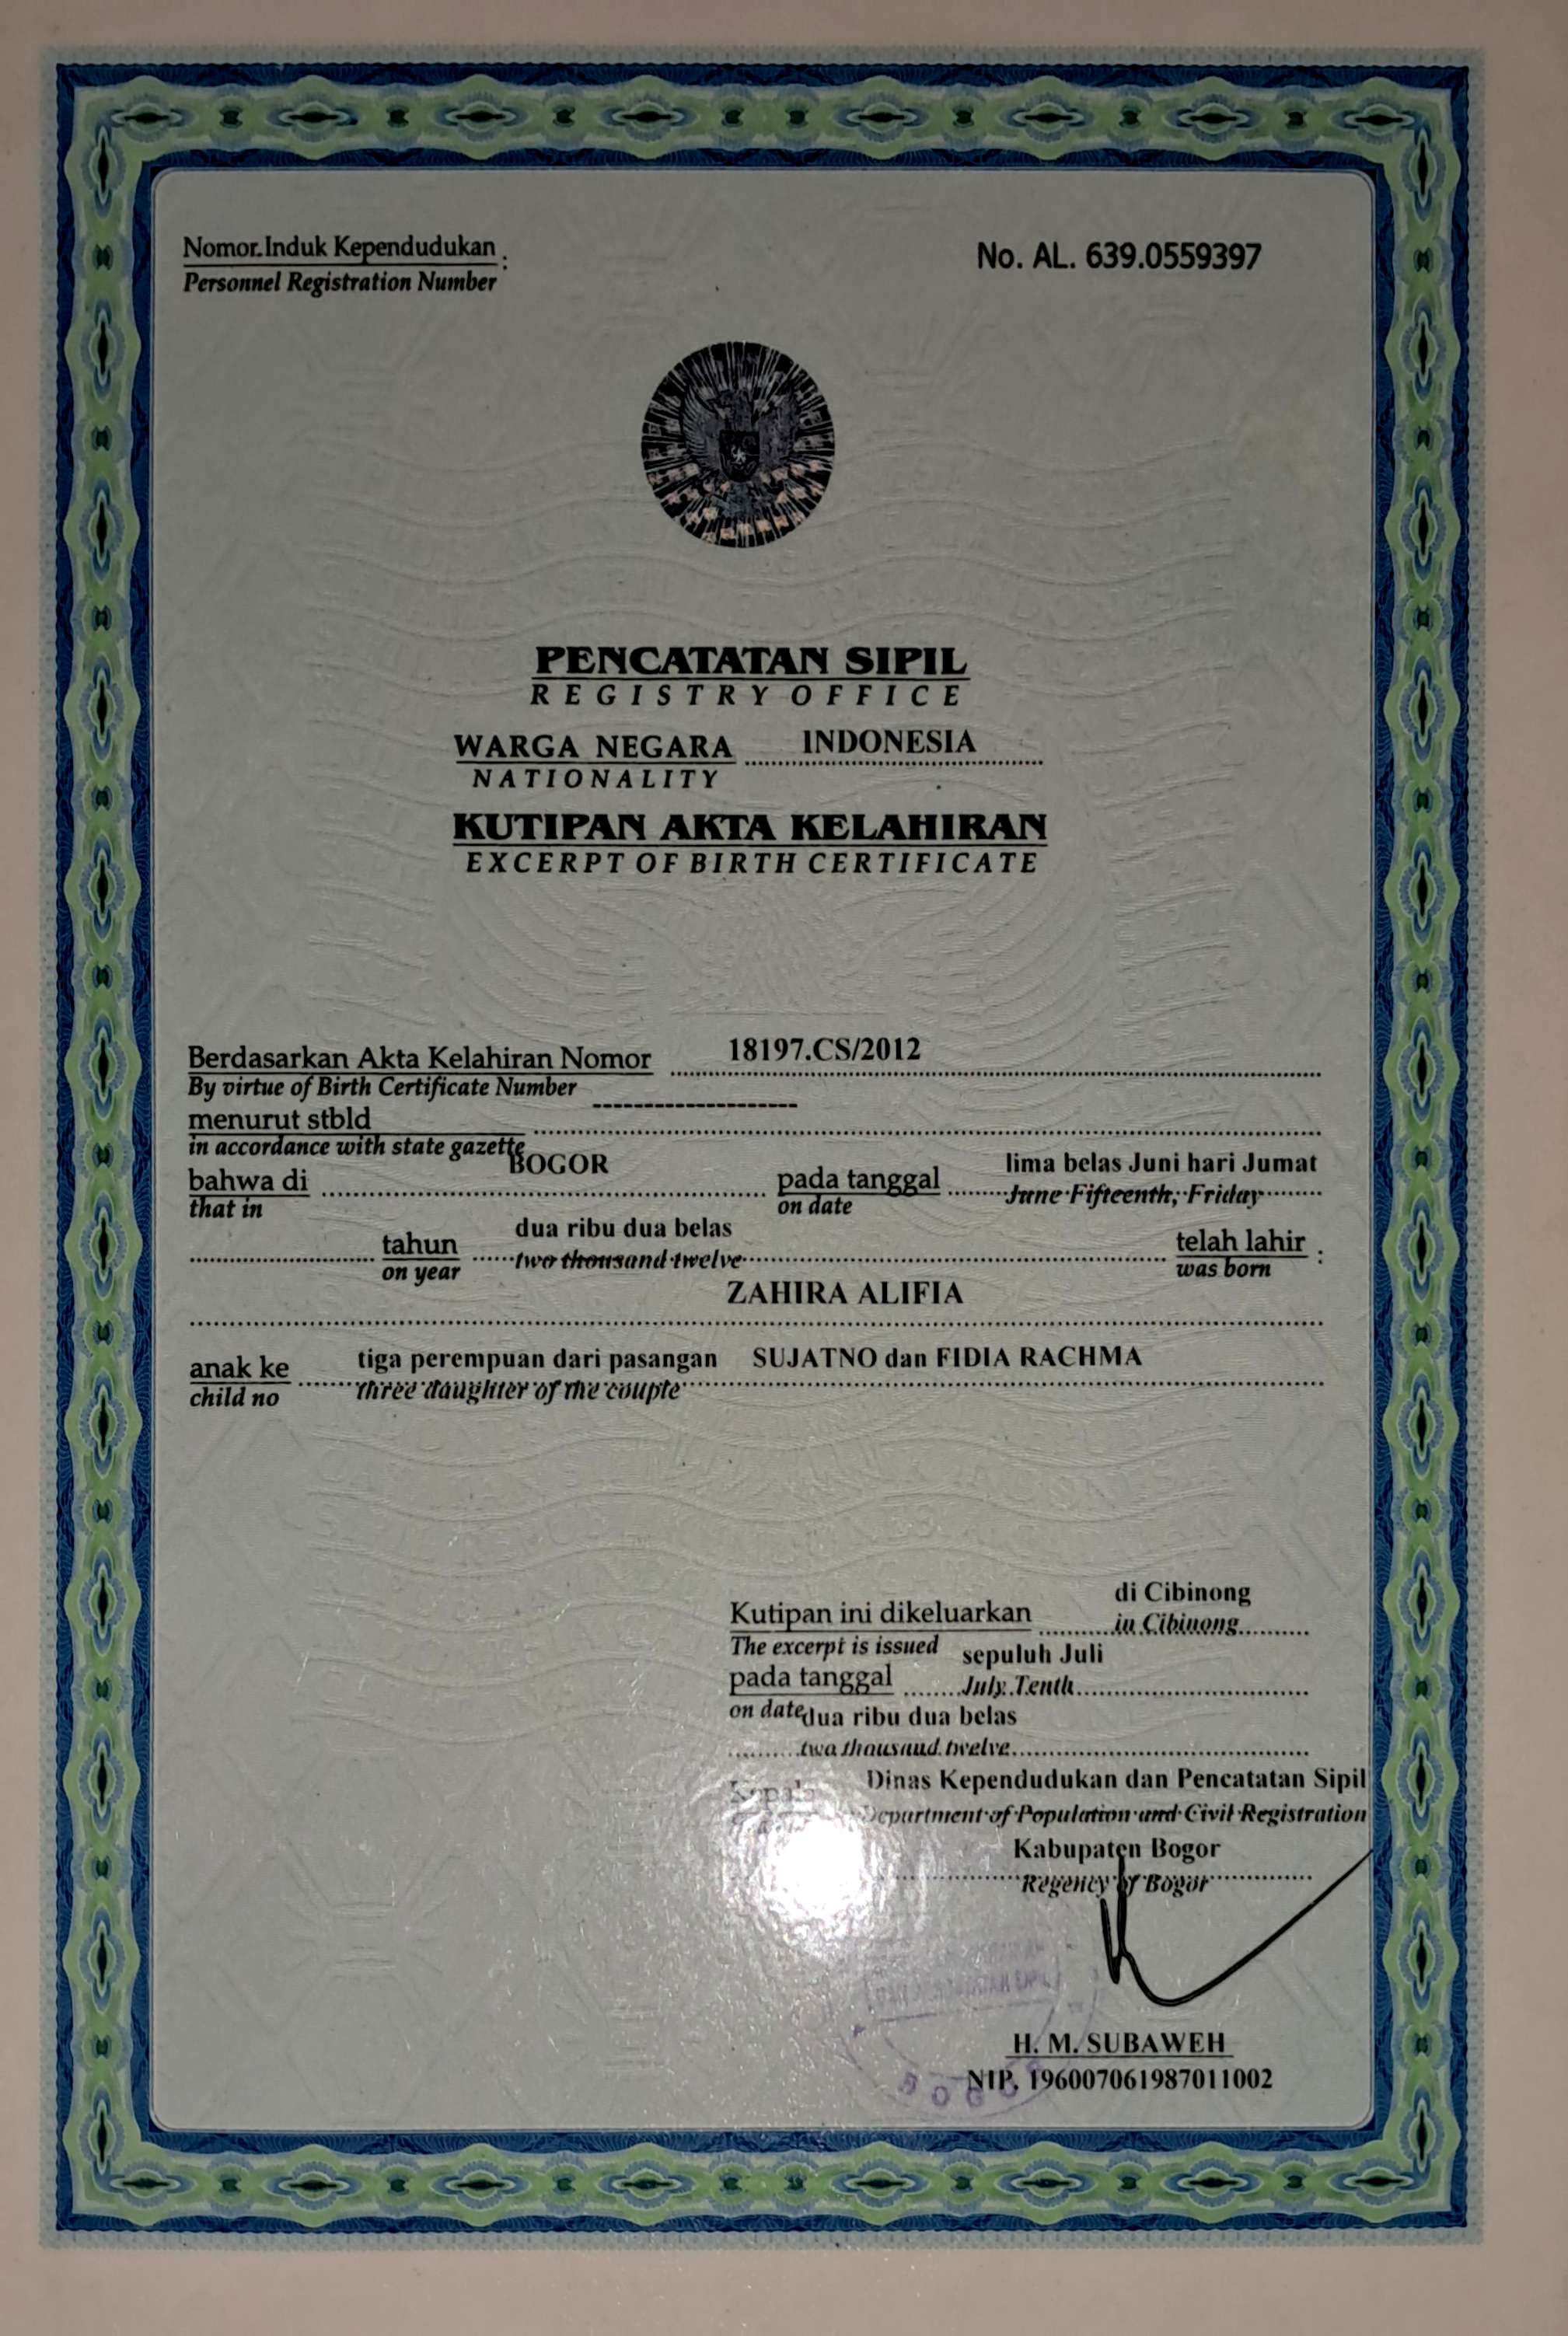 Nomor Induk Kependudukan :
Personnel Registration Number
No. AL. 639.0559397
PENCATATAN SIPIL
REGISTRY OFFICE
WARGA NEGARA INDONESIA
NATIONALITY
KUTIPAN AKTA KELAHIRAN
EXCERPT OF BIRTH CERTIFICATE
Berdasarkan Akta Kelahiran Nomor 18197.CS/2012
By virtue of Birth Certificate Number
menurut stbld --------------------
in accordance with state gazette
bahwa di BOGOR pada tanggal lima belas Juni hari Jumat
that in on date June Fifteenth, Friday
tahun dua ribu dua belas telah lahir :
on year two thousand twelve was born
ZAHIRA ALIFIA
anak ke tiga perempuan dari pasangan SUJATNO dan FIDIA RACHMA
child no three daughter of the couple
Kutipan ini dikeluarkan di Cibinong
The excerpt is issued in Cibinong
pada tanggal sepuluh Juli
on date July Tenth
dua ribu dua belas
two thousand twelve
Kepala Dinas Kependudukan dan Pencatatan Sipil
Department of Population and Civil Registration
Kabupaten Bogor
Regency of Bogor
H. M. SUBAWEH
NIP. 196007061987011002